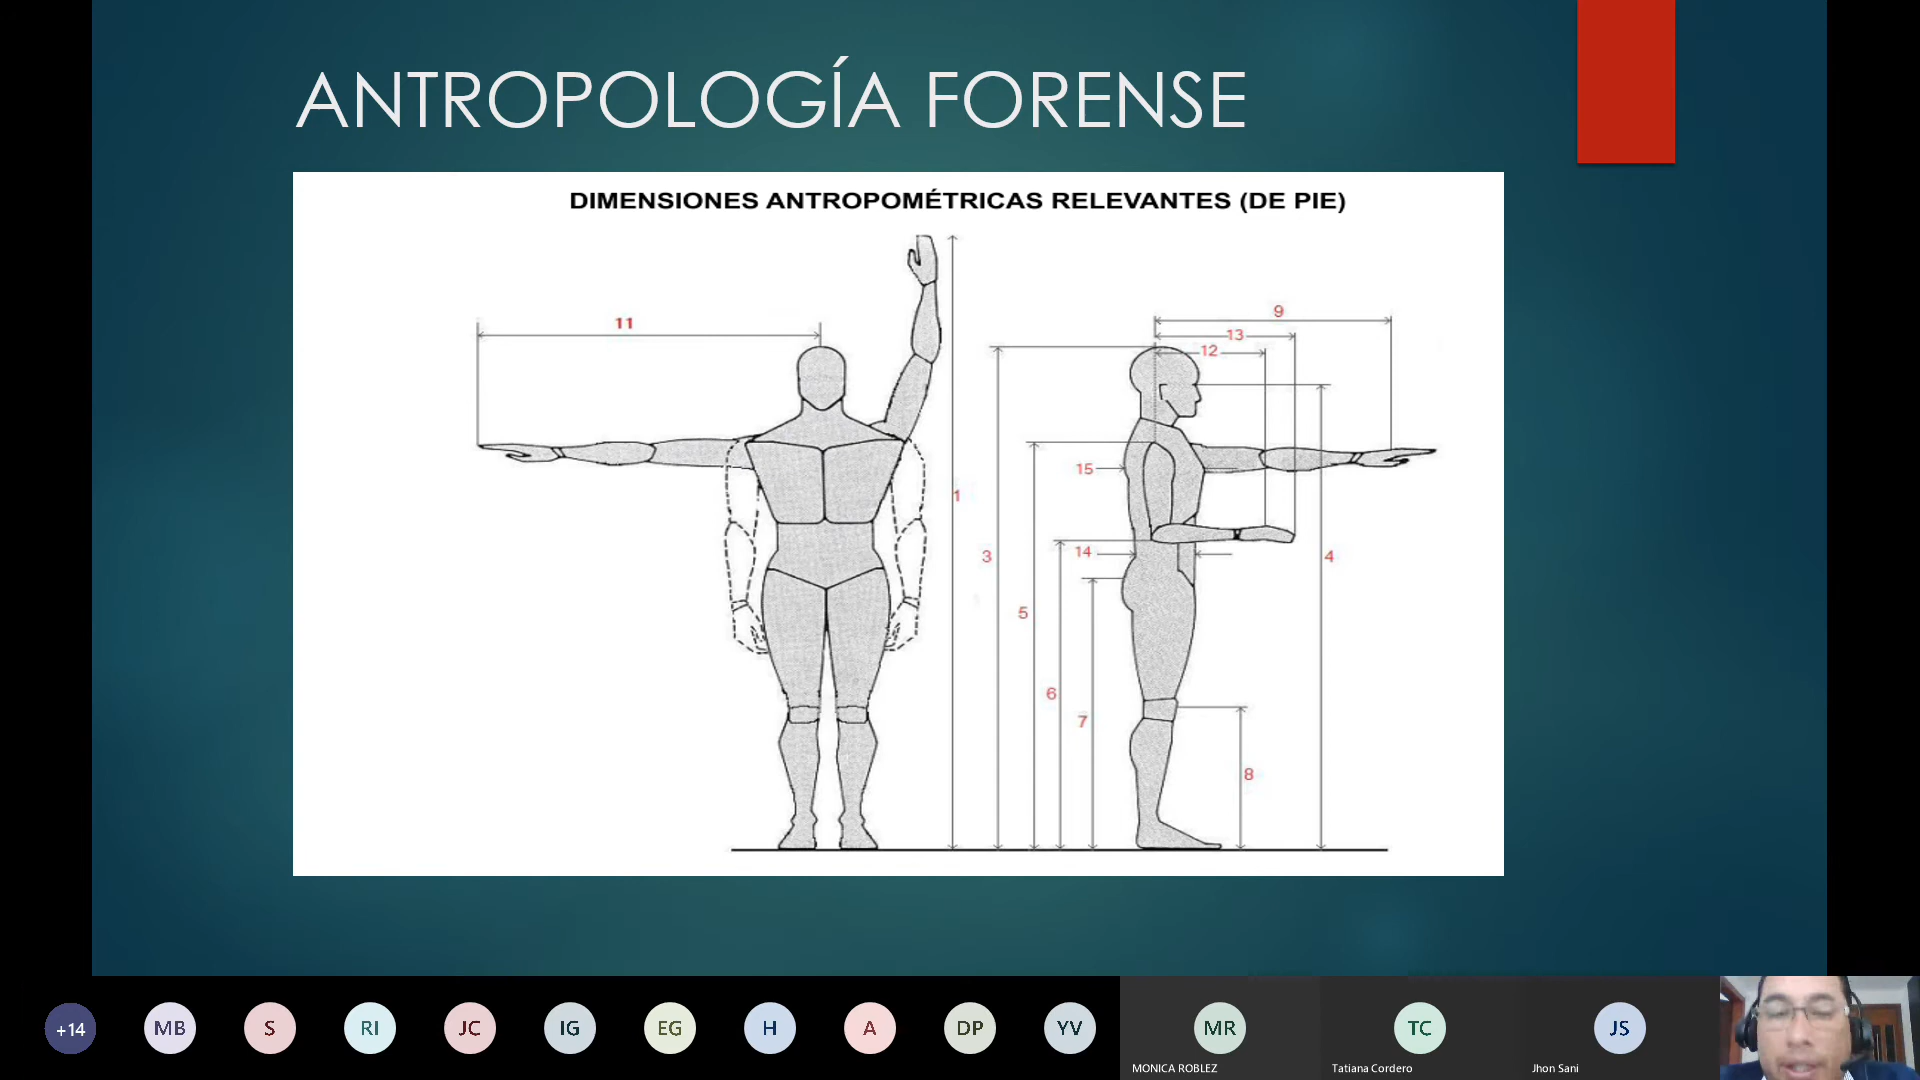 ANTROPOLOGÍA FORENSE
DIMENSIONES ANTROPOMÉTRICAS RELEVANTES (DE PIE)
11
9
13
12
15
1
14
3
4
5
6
7
8
+14
MB
S
RI
JC
IG
EG
H
A
DP
YV
MR
TC
JS
MONICA ROBLEZ
Tatiana Cordero
Jhon Sani